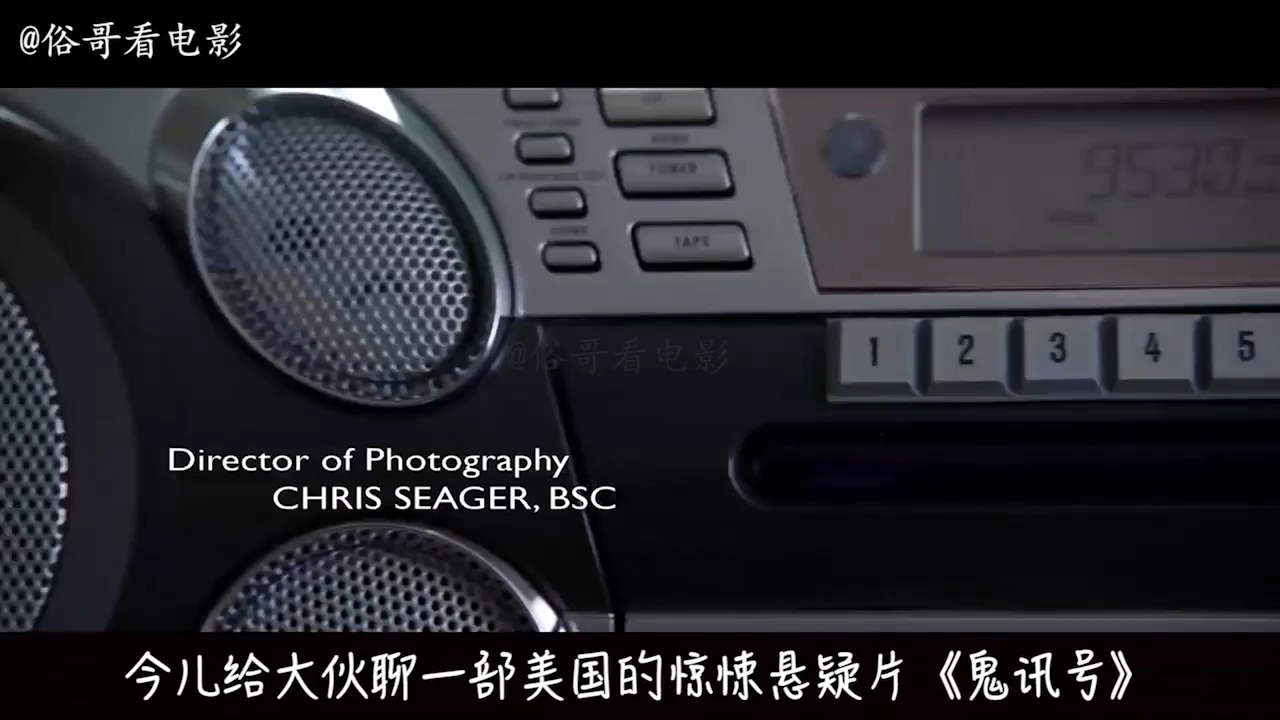 @俗哥看电影
TUNER
9530
TAPE
1 2 3 4 5
@俗哥看电影
Director of Photography
CHRIS SEAGER, BSC
今儿给大伙聊一部美国的惊悚悬疑片《鬼讯号》